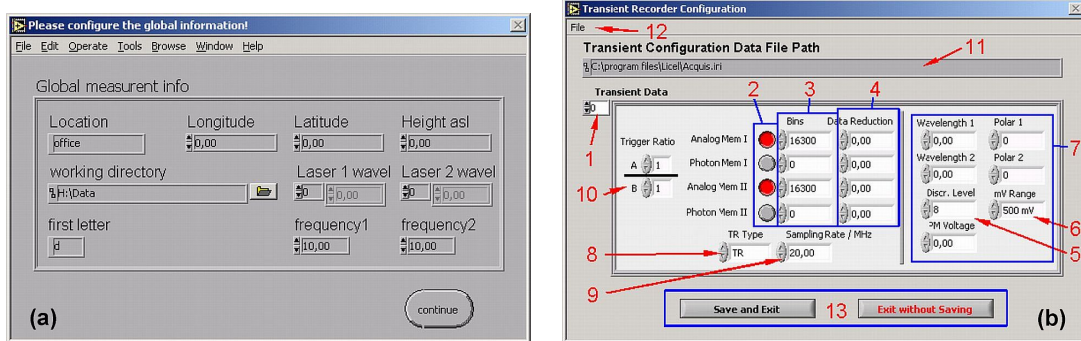 Please configure the global information!
File Edit Operate Tools Browse Window Help
Global measurent info
Location Longitude Latitude Height asl
office 0,00 0,00 0,00
working directory Laser 1 wavel Laser 2 wavel
H:\Data 0 0,00 0 0,00
first letter frequency1 frequency2
d 10,00 10,00
continue
(a)
Transient Recorder Configuration
File 12
Transient Configuration Data File Path 11
C:\program files\Licel\Acquis.iri
Transient Data 2 3 4
0
1
Bins Data Reduction Wavelength 1 Polar 1
Trigger Ratio Analog Mem I 16300 0,00 0,00 0 7
A 1 Photon Mem I 0 0,00 Wavelength 2 Polar 2
10 0,00 0
B 1 Analog Mem II 16300 0,00 Discr. Level mV Range
8 500 mV 6
Photon Mem II 0 0,00 PM Voltage 5
TR Type Sampling Rate / MHz 0,00
8 TR 20,00
9
Save and Exit 13 Exit without Saving
(b)